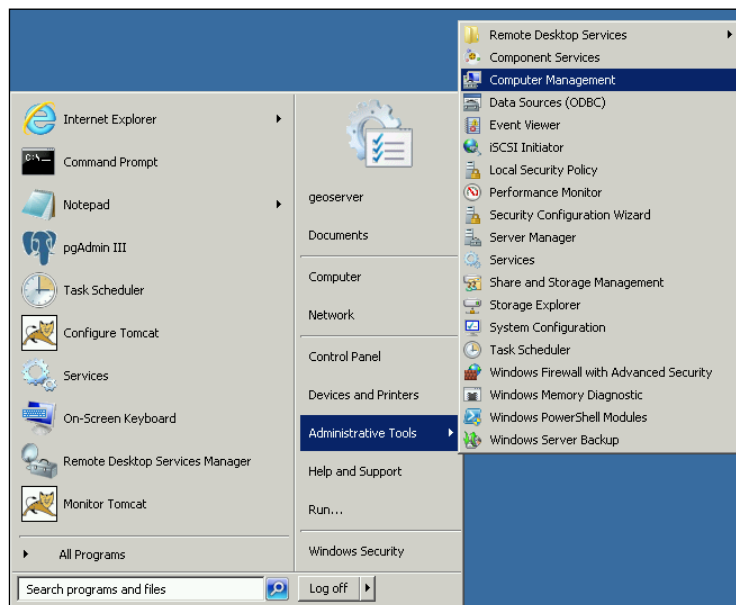 Internet Explorer
Command Prompt
Notepad
pgAdmin III
Task Scheduler
Configure Tomcat
Services
On-Screen Keyboard
Remote Desktop Services Manager
Monitor Tomcat
All Programs
Search programs and files
geoserver
Documents
Computer
Network
Control Panel
Devices and Printers
Administrative Tools
Help and Support
Run...
Windows Security
Log off
Remote Desktop Services
Component Services
Computer Management
Data Sources (ODBC)
Event Viewer
iSCSI Initiator
Local Security Policy
Performance Monitor
Security Configuration Wizard
Server Manager
Services
Share and Storage Management
Storage Explorer
System Configuration
Task Scheduler
Windows Firewall with Advanced Security
Windows Memory Diagnostic
Windows PowerShell Modules
Windows Server Backup